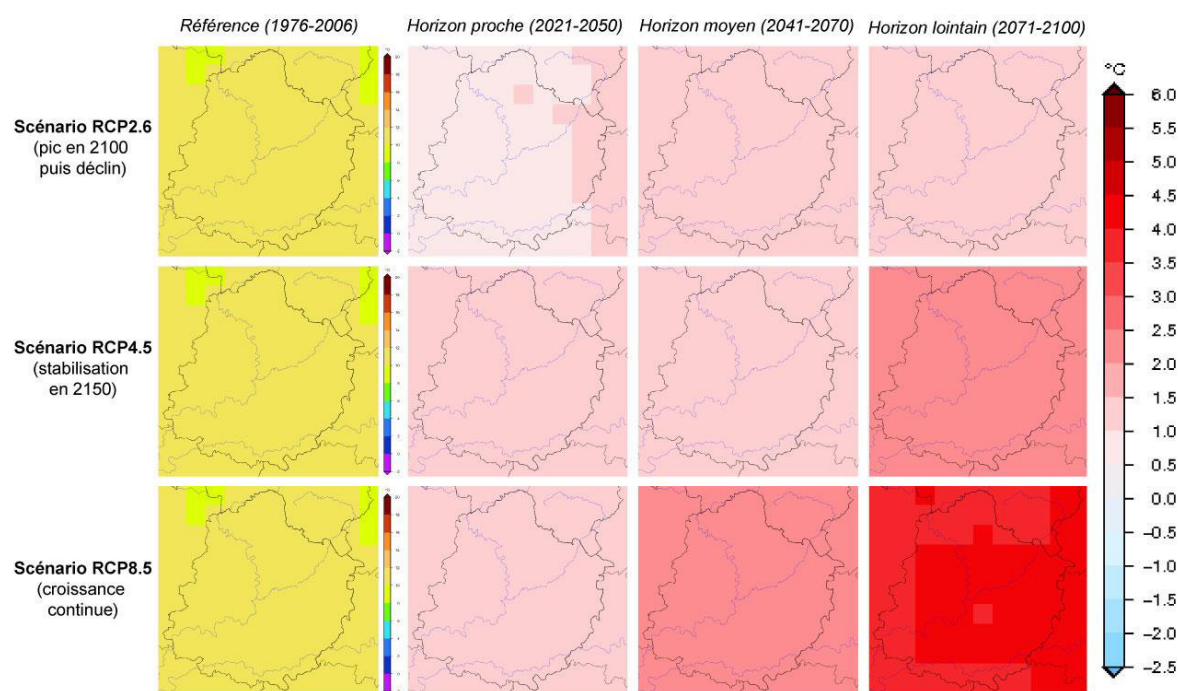 Référence (1976-2006)
Horizon proche (2021-2050)
Horizon moyen (2041-2070)
Horizon lointain (2071-2100)
°C
6.0
5.5
5.0
4.5
4.0
3.5
3.0
2.5
2.0
1.5
1.0
0.5
0.0
−0.5
−1.0
−1.5
−2.0
−2.5
Scénario RCP2.6
(pic en 2100
puis déclin)
Scénario RCP4.5
(stabilisation
en 2150)
Scénario RCP8.5
(croissance
continue)